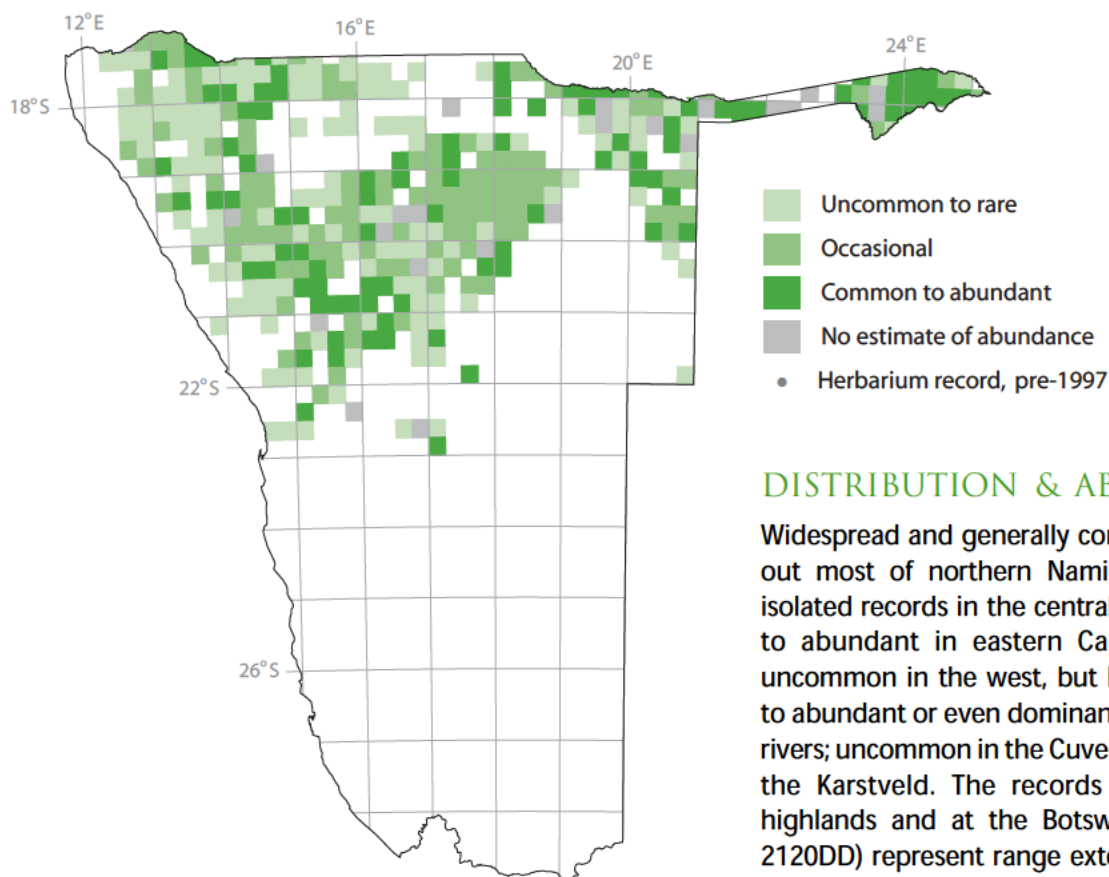 12°E
16°E
20°E
24°E
18°S
22°S
26°S
Uncommon to rare
Occasional
Common to abundant
No estimate of abundance
Herbarium record, pre-1997
DISTRIBUTION & AB
Widespread and generally cor
out most of northern Nami
isolated records in the central
to abundant in eastern Ca
uncommon in the west, but
to abundant or even dominan
rivers; uncommon in the Cuve
the Karstveld. The records
highlands and at the Botsw
2120DD) represent range exte